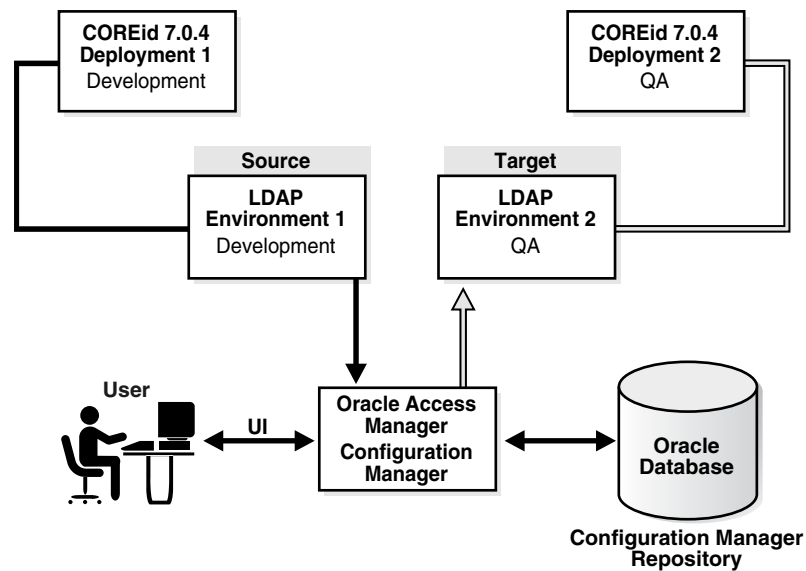 COREid 7.0.4
Deployment 1
Development
COREid 7.0.4
Deployment 2
QA
Source
Target
LDAP
Environment 1
Development
LDAP
Environment 2
QA
User
UI
Oracle Access
Manager
Configuration
Manager
Oracle
Database
Configuration Manager
Repository